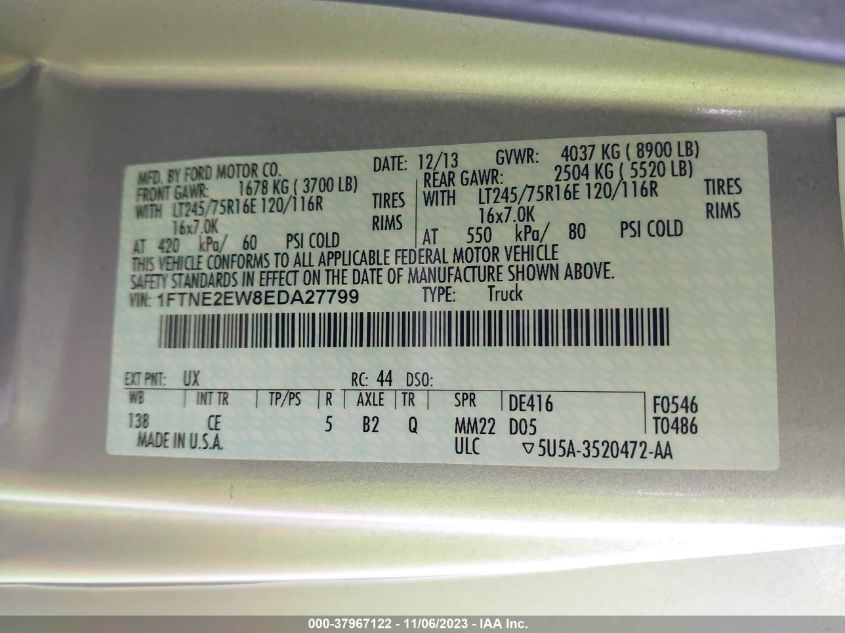 MFD. BY FORD MOTOR CO. DATE: 12/13 GVWR: 4037 KG ( 8900 LB)
FRONT GAWR: 1678 KG ( 3700 LB) REAR GAWR: 2504 KG ( 5520 LB)
WITH LT245/75R16E 120/116R TIRES WITH LT245/75R16E 120/116R TIRES
16x7.0K RIMS 16x7.0K RIMS
AT 420 kPa/ 60 PSI COLD AT 550 kPa/ 80 PSI COLD
THIS VEHICLE CONFORMS TO ALL APPLICABLE FEDERAL MOTOR VEHICLE
SAFETY STANDARDS IN EFFECT ON THE DATE OF MANUFACTURE SHOWN ABOVE.
VIN: 1FTNE2EW8EDA27799 TYPE: Truck
EXT PNT: UX RC: 44 DSO:
WB INT TR TP/PS R AXLE TR SPR DE416 F0546
138 CE 5 B2 Q MM22 D05 T0486
MADE IN U.S.A. ULC ▽5U5A-3520472-AA
000-37967122 - 11/06/2023 - IAA Inc.